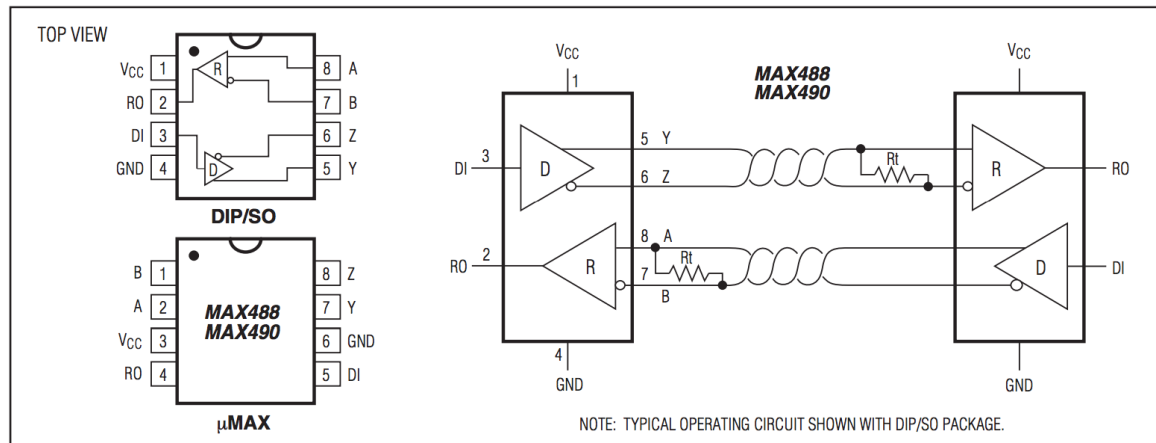 TOP VIEW
VCC 1
RO 2
DI 3
GND 4
8 A
7 B
6 Z
5 Y
R
D
DIP/SO
B 1
A 2
VCC 3
RO 4
8 Z
7 Y
6 GND
5 DI
MAX488
MAX490
µMAX
MAX488
MAX490
VCC
1
DI 3
D
5 Y
6 Z
Rt
RO 2
R
8 A
Rt
7
B
4
GND
VCC
R
RO
D
DI
GND
NOTE: TYPICAL OPERATING CIRCUIT SHOWN WITH DIP/SO PACKAGE.